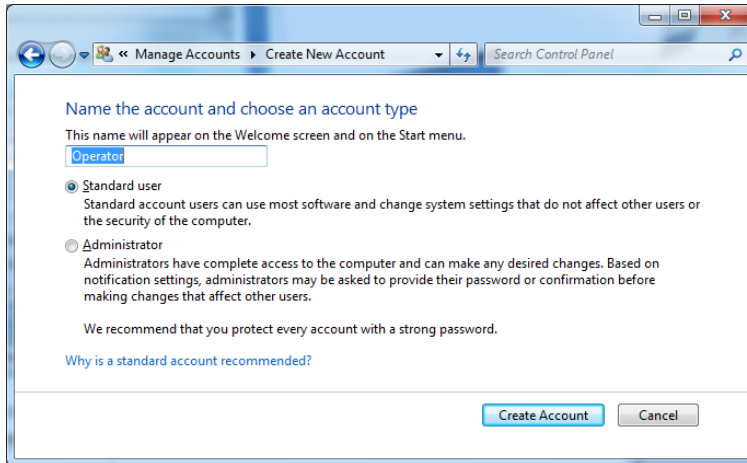 « Manage Accounts ▸ Create New Account
Search Control Panel
Name the account and choose an account type
This name will appear on the Welcome screen and on the Start menu.
Operator
Standard user
Standard account users can use most software and change system settings that do not affect other users or
the security of the computer.
Administrator
Administrators have complete access to the computer and can make any desired changes. Based on
notification settings, administrators may be asked to provide their password or confirmation before
making changes that affect other users.
We recommend that you protect every account with a strong password.
Why is a standard account recommended?
Create Account
Cancel